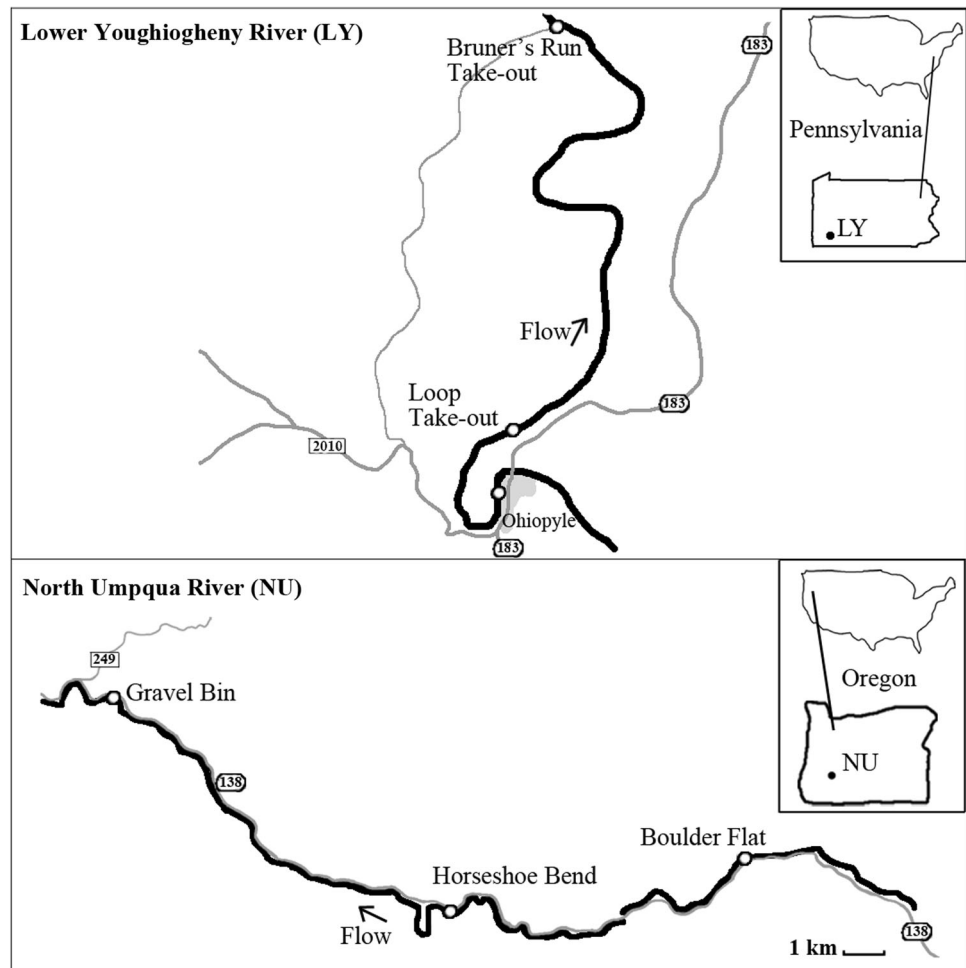 Lower Youghiogheny River (LY)
Bruner's Run
Take-out
183
Pennsylvania
LY
Flow
Loop
Take-out
183
2010
Ohiopyle
183
North Umpqua River (NU)
249
Gravel Bin
Oregon
NU
138
Boulder Flat
Horseshoe Bend
Flow
138
1 km